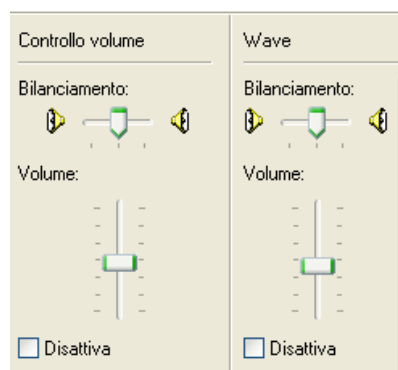 Controllo volume
Bilanciamento:
Volume:
Disattiva
Wave
Bilanciamento:
Volume:
Disattiva